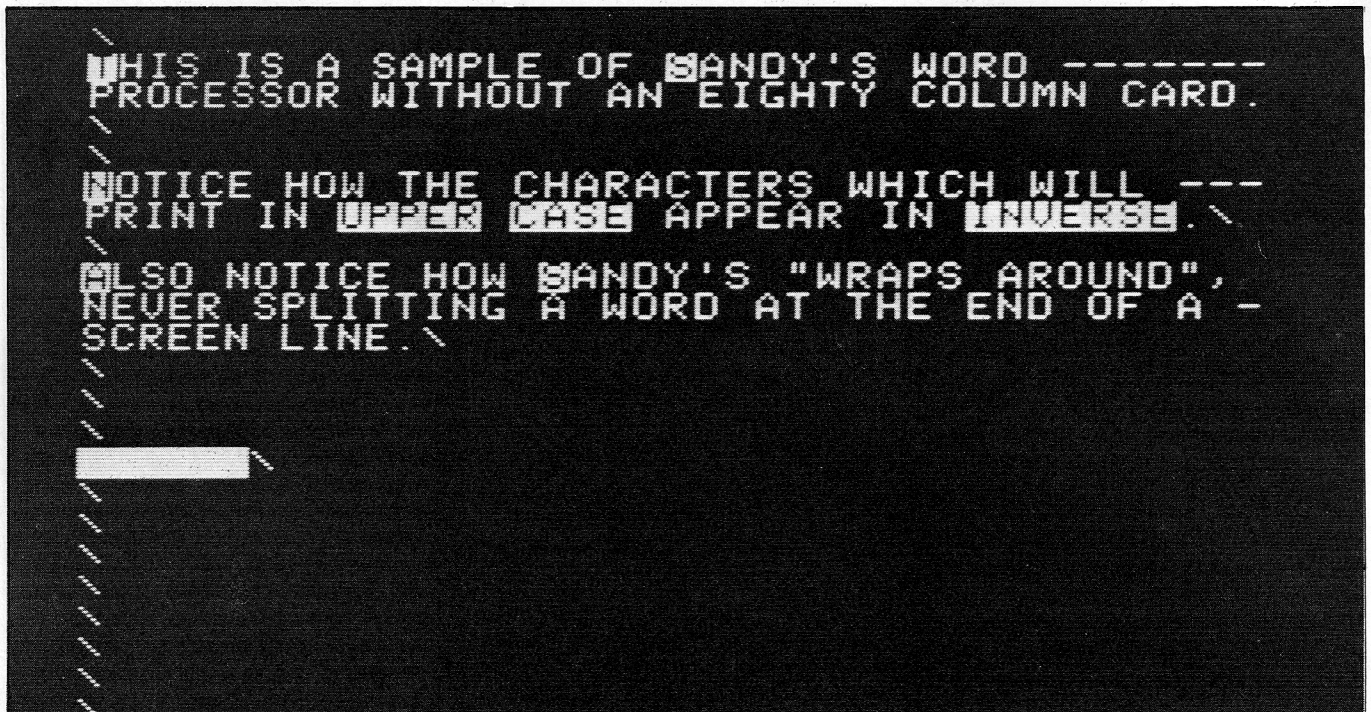 \
THIS IS A SAMPLE OF SANDY'S WORD -------
PROCESSOR WITHOUT AN EIGHTY COLUMN CARD.
\
\
NOTICE HOW THE CHARACTERS WHICH WILL ---
PRINT IN UPPER CASE APPEAR IN INVERSE.\
\
ALSO NOTICE HOW SANDY'S "WRAPS AROUND",
NEVER SPLITTING A WORD AT THE END OF A -
SCREEN LINE.\
\
\
\
\
\
\
\
\
\
\
\
\